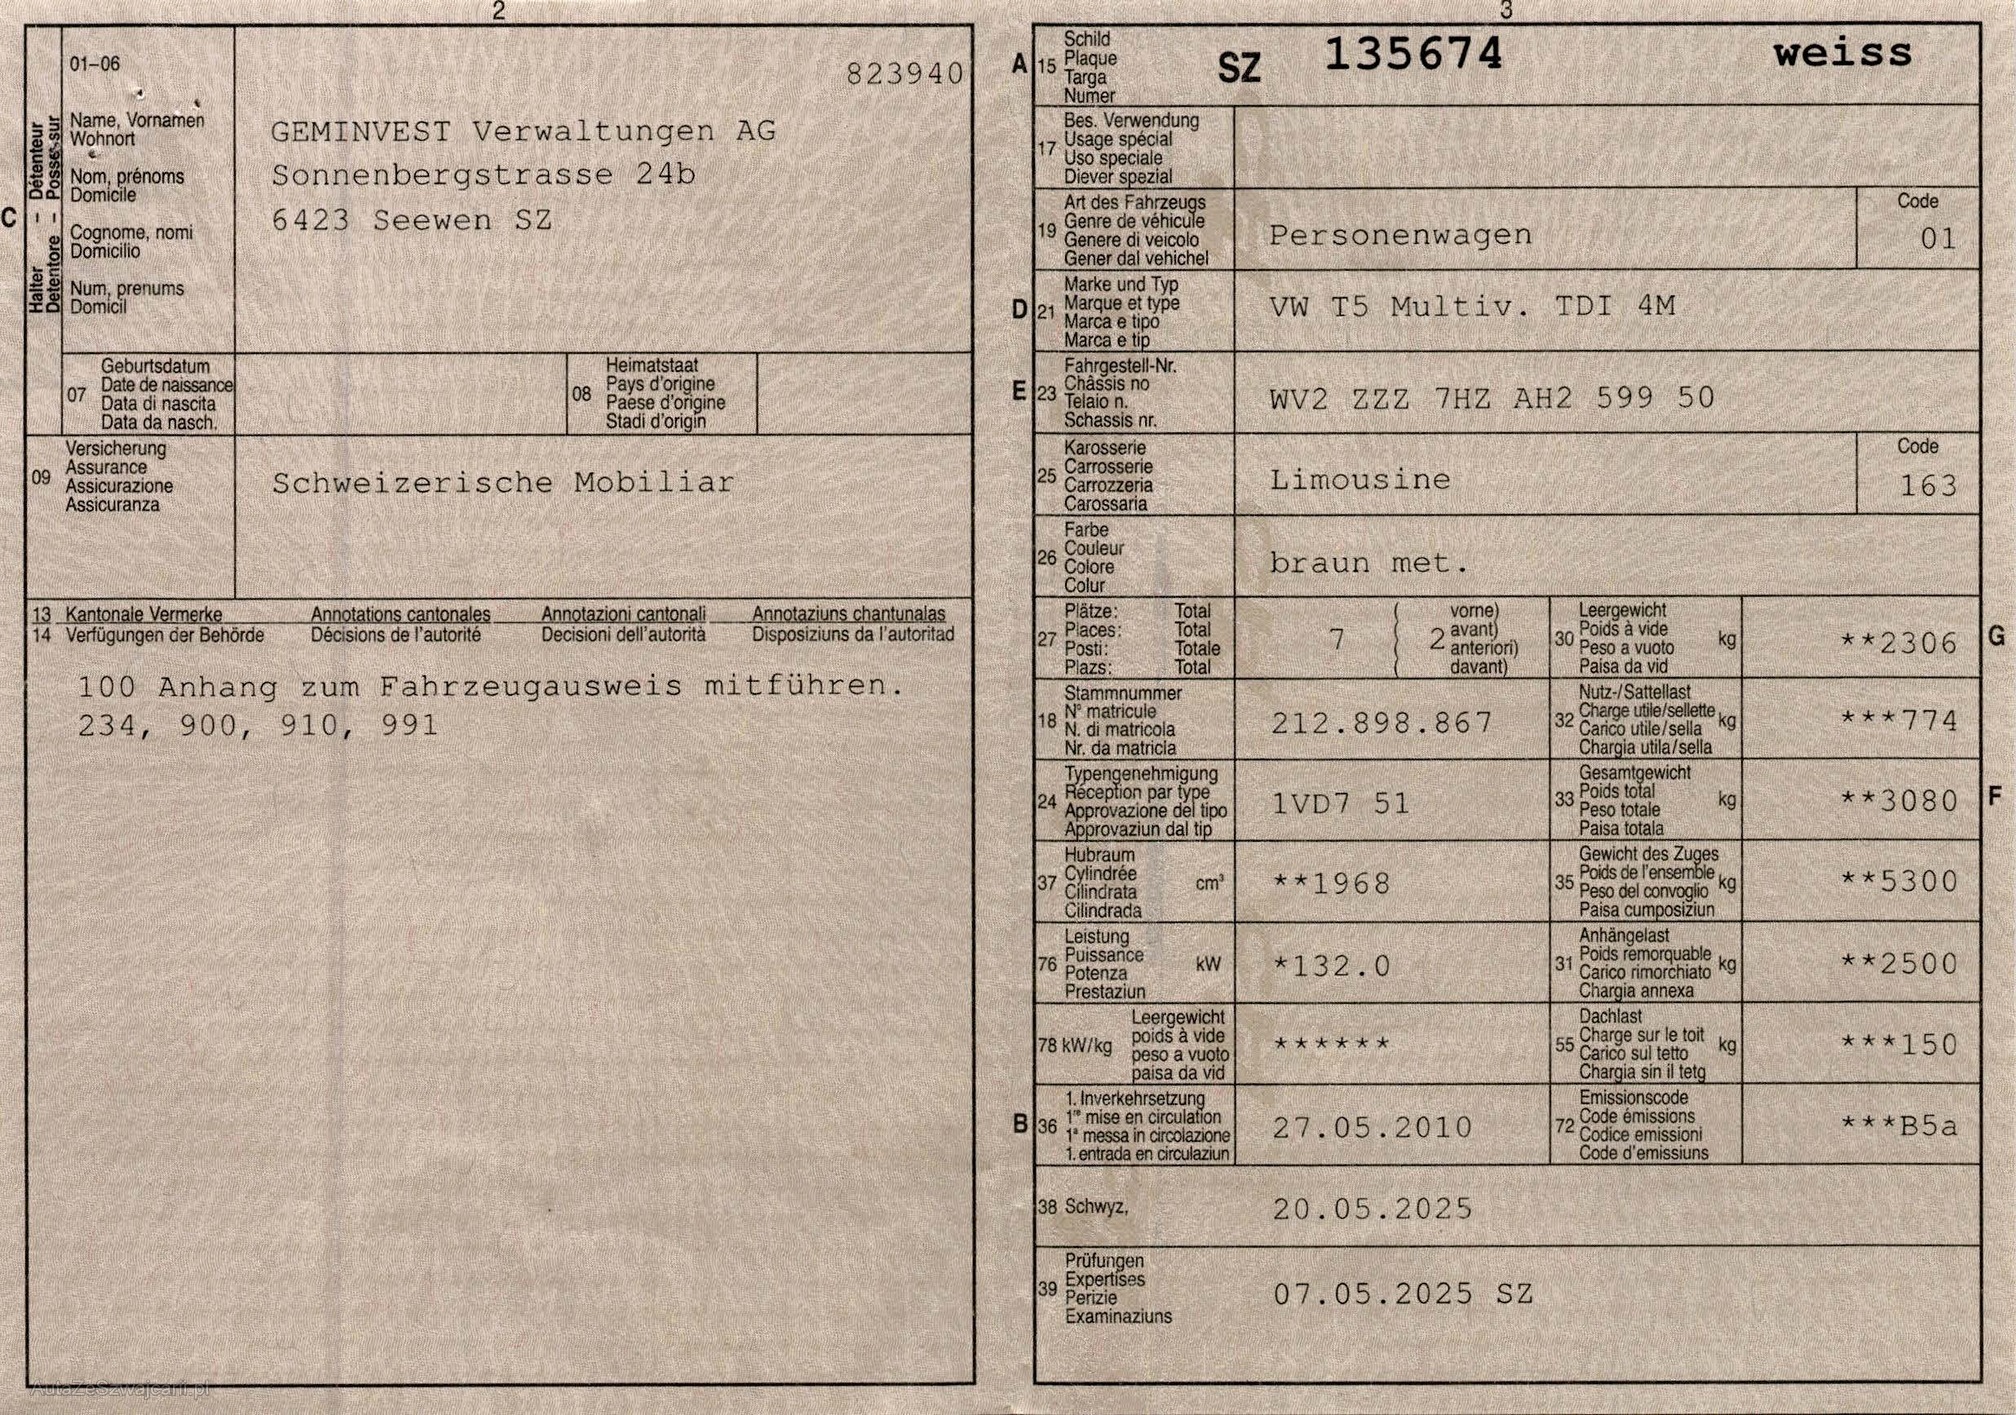 2
C
Halter – Détenteur
Detentore – Possessur
01–06
823940
Name, Vornamen
Wohnort
Nom, prénoms
Domicile
Cognome, nomi
Domicilio
Num, prenums
Domicil
GEMINVEST Verwaltungen AG
Sonnenbergstrasse 24b
6423 Seewen SZ
07
Geburtsdatum
Date de naissance
Data di nascita
Data da nasch.
08
Heimatstaat
Pays d'origine
Paese d'origine
Stadi d'origin
09
Versicherung
Assurance
Assicurazione
Assicuranza
Schweizerische Mobiliar
13 Kantonale Vermerke Annotations cantonales Annotazioni cantonali Annotaziuns chantunalas
14 Verfügungen der Behörde Décisions de l'autorité Decisioni dell'autorità Disposiziuns da l'autoritad
100 Anhang zum Fahrzeugausweis mitführen.
234, 900, 910, 991
AutaZeSzwajcarii.pl
3
A 15
Schild
Plaque
Targa
Numer
SZ 135674 weiss
17
Bes. Verwendung
Usage spécial
Uso speciale
Diever spezial
19
Art des Fahrzeugs
Genre de véhicule
Genere di veicolo
Gener dal vehichel
Personenwagen
Code
01
D 21
Marke und Typ
Marque et type
Marca e tipo
Marca e tip
VW T5 Multiv. TDI 4M
E 23
Fahrgestell-Nr.
Châssis no
Telaio n.
Schassis nr.
WV2 ZZZ 7HZ AH2 599 50
25
Karosserie
Carrosserie
Carrozzeria
Carossaria
Limousine
Code
163
26
Farbe
Couleur
Colore
Colur
braun met.
27
Plätze: Total
Places: Total
Posti: Totale
Plazs: Total
7
2
( vorne)
( avant)
( anteriori)
( davant)
30
Leergewicht
Poids à vide
Peso a vuoto
Paisa da vid
kg
**2306
G
18
Stammnummer
N° matricule
N. di matricola
Nr. da matricla
212.898.867
32
Nutz-/Sattellast
Charge utile/sellette
Carico utile/sella
Chargia utila/sella
kg
***774
24
Typengenehmigung
Réception par type
Approvazione del tipo
Approvaziun dal tip
1VD7 51
33
Gesamtgewicht
Poids total
Peso totale
Paisa totala
kg
**3080
F
37
Hubraum
Cylindrée
Cilindrata
Cilindrada
cm³
**1968
35
Gewicht des Zuges
Poids de l'ensemble
Peso del convoglio
Paisa cumposiziun
kg
**5300
76
Leistung
Puissance
Potenza
Prestaziun
kW
*132.0
31
Anhängelast
Poids remorquable
Carico rimorchiato
Chargia annexa
kg
**2500
78 kW/kg
Leergewicht
poids à vide
peso a vuoto
paisa da vid
******
55
Dachlast
Charge sur le toit
Carico sul tetto
Chargia sin il tetg
kg
***150
B 36
1. Inverkehrsetzung
1re mise en circulation
1a messa in circolazione
1. entrada en circulaziun
27.05.2010
72
Emissionscode
Code émissions
Codice emissioni
Code d'emissiuns
***B5a
38 Schwyz, 20.05.2025
39
Prüfungen
Expertises
Perizie
Examinaziuns
07.05.2025 SZ